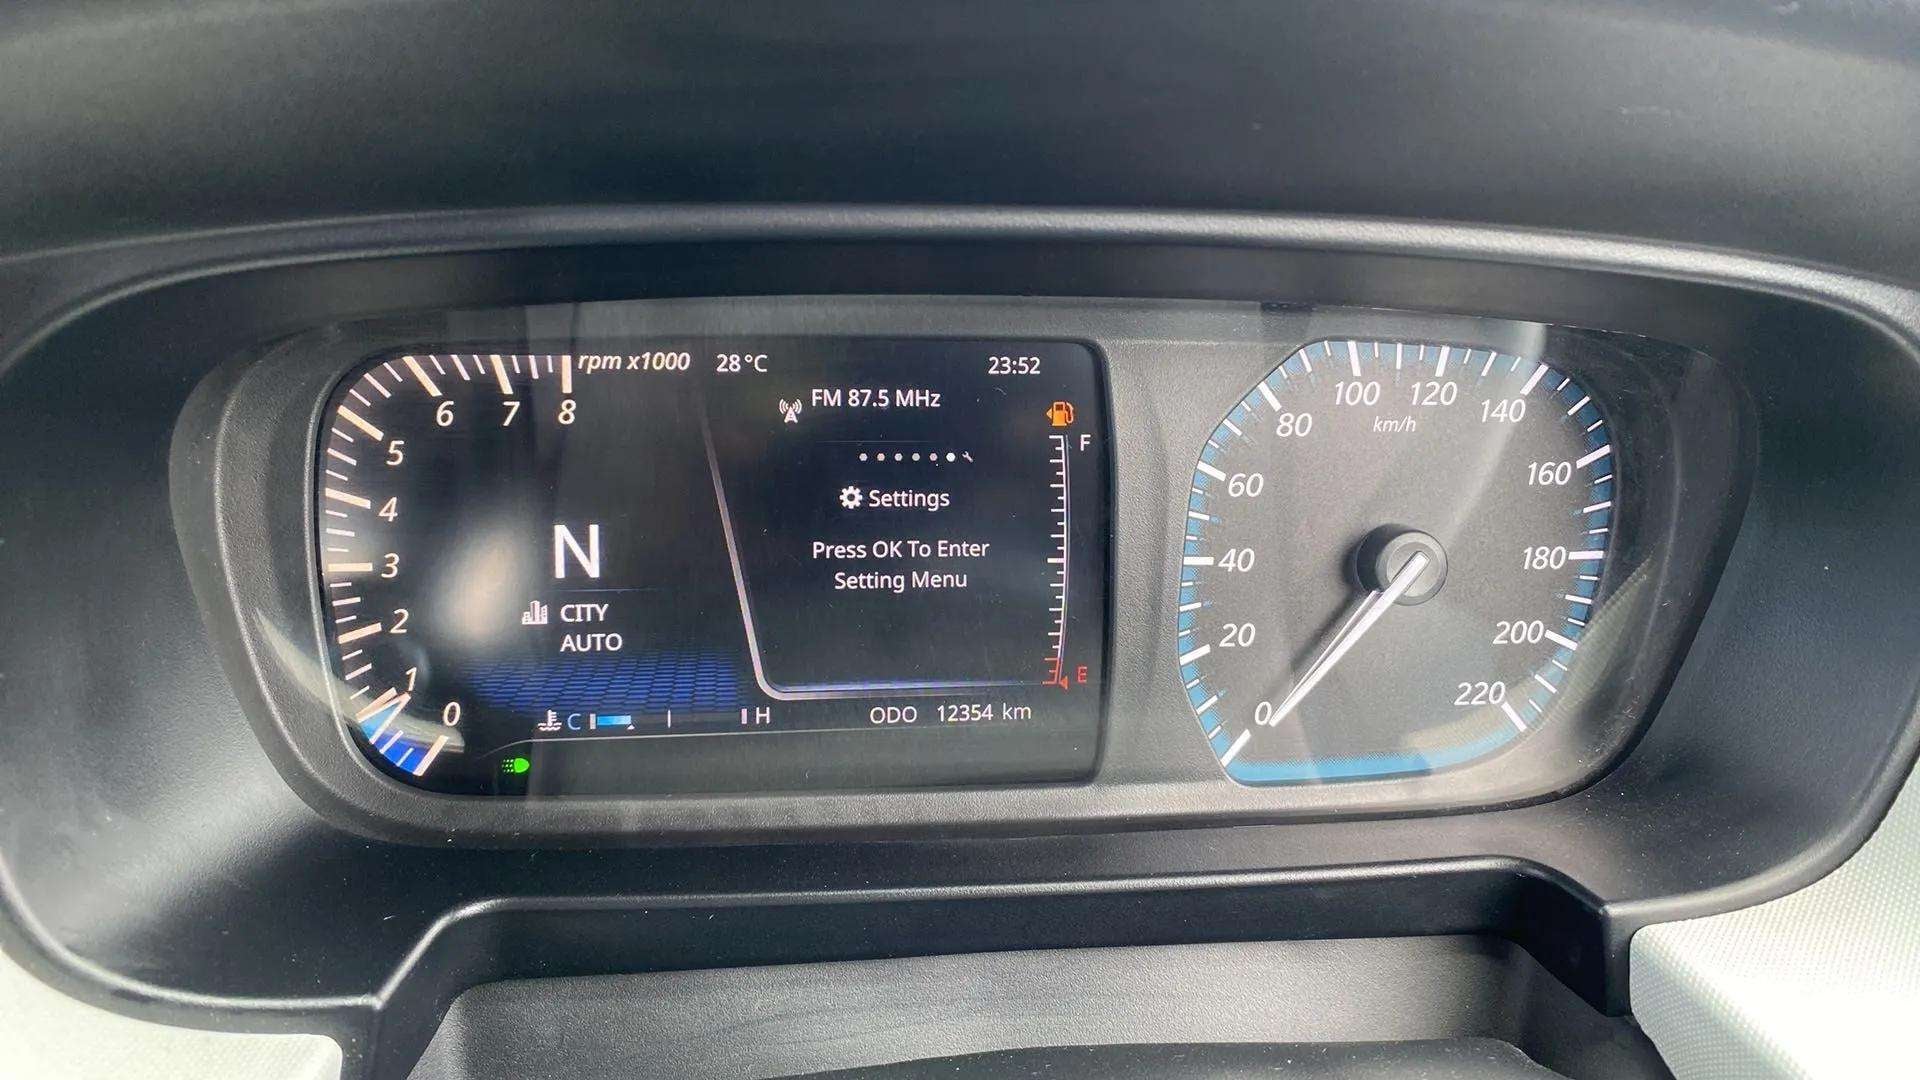 rpm x1000
28°C
23:52
FM 87.5 MHz
6 7 8
5
4
3
2
1
0
N
CITY
AUTO
Settings
Press OK To Enter
Setting Menu
F
E
C H
ODO 12354 km
0
20
40
60
80
100
120
140
160
180
200
220
km/h